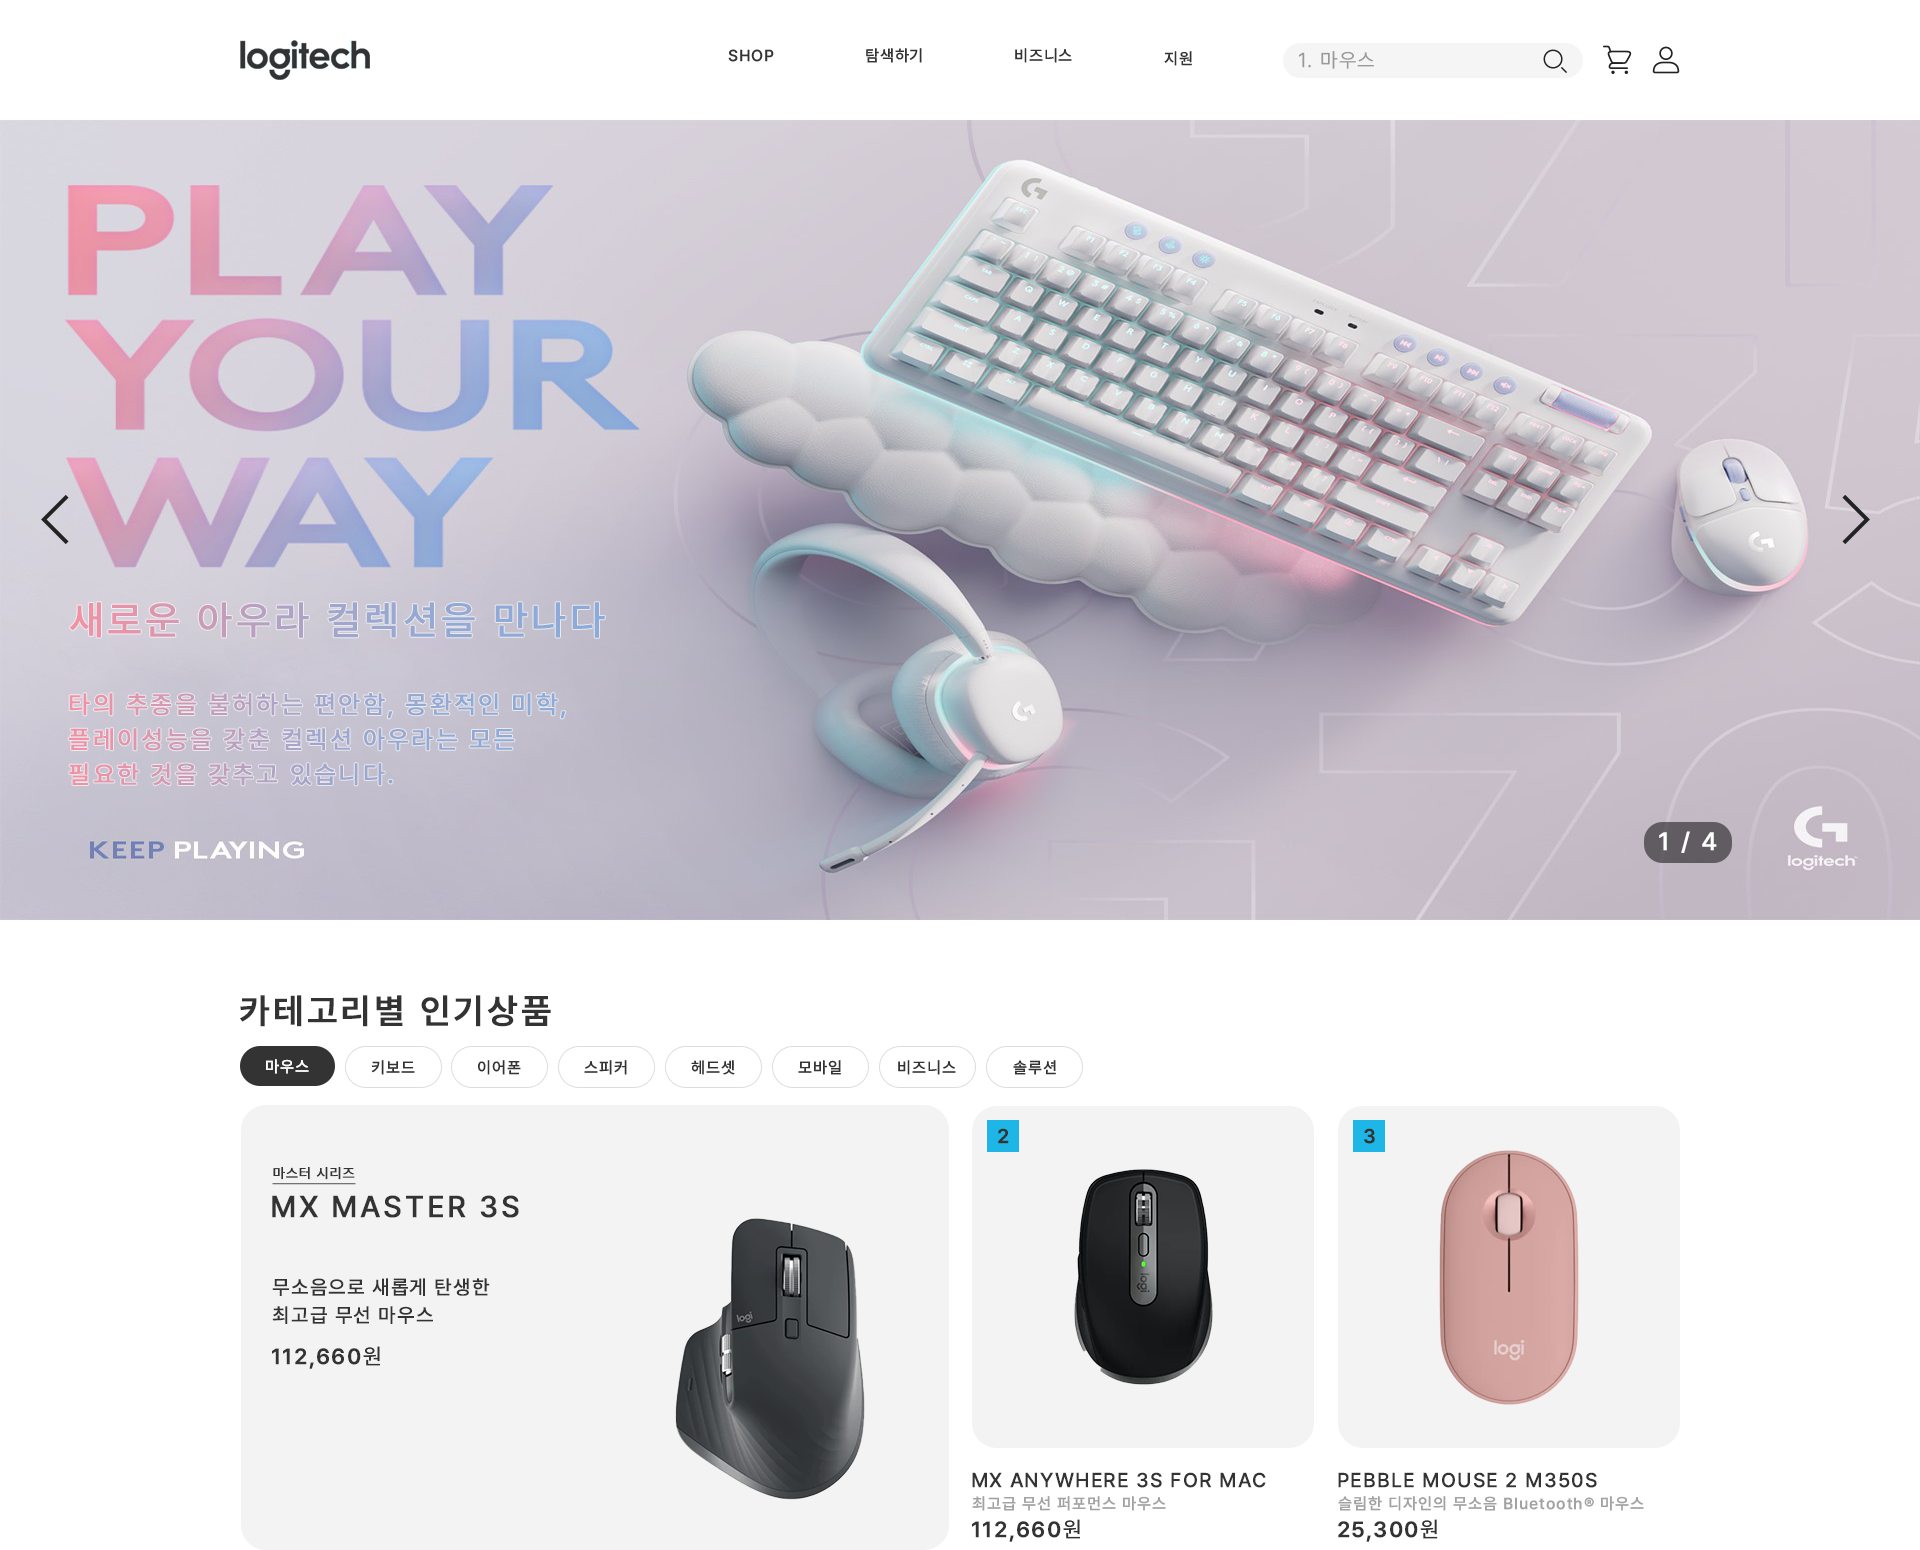 logitech
SHOP
탐색하기
비즈니스
지원
1. 마우스
PLAY
YOUR
WAY
새로운 아우라 컬렉션을 만나다
타의 추종을 불허하는 편안함, 몽환적인 미학,
플레이성능을 갖춘 컬렉션 아우라는 모든
필요한 것을 갖추고 있습니다.
KEEP PLAYING
1 / 4
logitech
카테고리별 인기상품
마우스
키보드
이어폰
스피커
헤드셋
모바일
비즈니스
솔루션
마스터 시리즈
MX MASTER 3S
무소음으로 새롭게 탄생한
최고급 무선 마우스
112,660원
logi
2
logi
MX ANYWHERE 3S FOR MAC
최고급 무선 퍼포먼스 마우스
112,660원
3
logi
PEBBLE MOUSE 2 M350S
슬림한 디자인의 무소음 Bluetooth® 마우스
25,300원